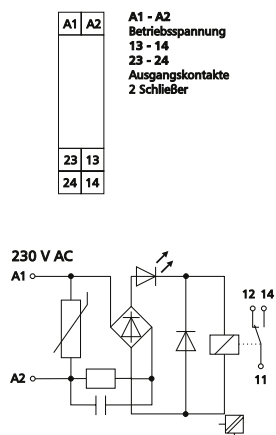 A1 A2
A1 - A2
Betriebsspannung
13 - 14
23 - 24
Ausgangskontakte
2 Schließer
23 13
24 14
230 V AC
A1
12 14
A2
11